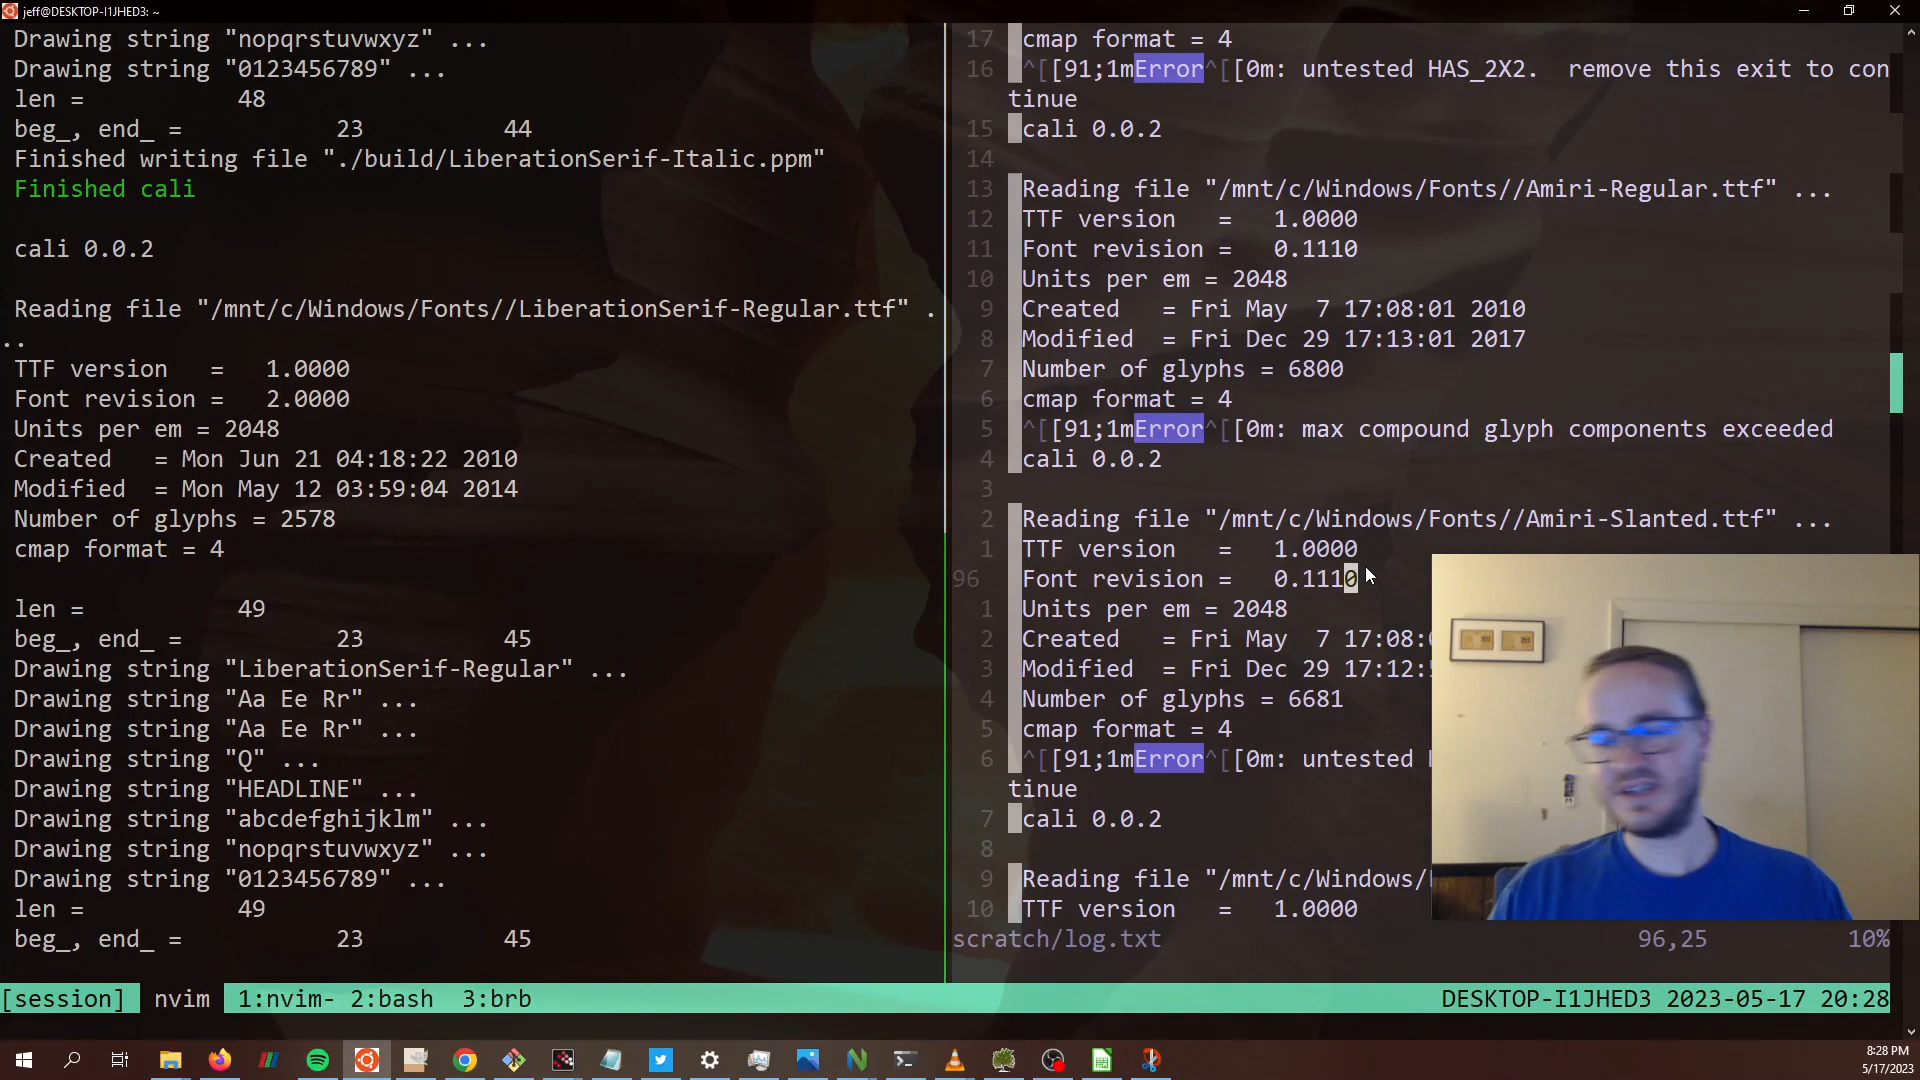 jeff@DESKTOP-I1JHED3: ~
Drawing string "nopqrstuvwxyz" ...
Drawing string "0123456789" ...
len =           48
beg_, end_ =           23          44
Finished writing file "./build/LiberationSerif-Italic.ppm"
Finished cali
cali 0.0.2
Reading file "/mnt/c/Windows/Fonts//LiberationSerif-Regular.ttf" .
..
TTF version   =   1.0000
Font revision =   2.0000
Units per em = 2048
Created   = Mon Jun 21 04:18:22 2010
Modified  = Mon May 12 03:59:04 2014
Number of glyphs = 2578
cmap format = 4
len =           49
beg_, end_ =           23          45
Drawing string "LiberationSerif-Regular" ...
Drawing string "Aa Ee Rr" ...
Drawing string "Aa Ee Rr" ...
Drawing string "Q" ...
Drawing string "HEADLINE" ...
Drawing string "abcdefghijklm" ...
Drawing string "nopqrstuvwxyz" ...
Drawing string "0123456789" ...
len =           49
beg_, end_ =           23          45
17 cmap format = 4
16 ^[[91;1mError^[[0m: untested HAS_2X2.  remove this exit to con
tinue
15 cali 0.0.2
14
13 Reading file "/mnt/c/Windows/Fonts//Amiri-Regular.ttf" ...
12 TTF version   =   1.0000
11 Font revision =   0.1110
10 Units per em = 2048
9 Created   = Fri May  7 17:08:01 2010
8 Modified  = Fri Dec 29 17:13:01 2017
7 Number of glyphs = 6800
6 cmap format = 4
5 ^[[91;1mError^[[0m: max compound glyph components exceeded
4 cali 0.0.2
3
2 Reading file "/mnt/c/Windows/Fonts//Amiri-Slanted.ttf" ...
1 TTF version   =   1.0000
96 Font revision =   0.1110
1 Units per em = 2048
2 Created   = Fri May  7 17:08:
3 Modified  = Fri Dec 29 17:12:
4 Number of glyphs = 6681
5 cmap format = 4
6 ^[[91;1mError^[[0m: untested
tinue
7 cali 0.0.2
8
9 Reading file "/mnt/c/Windows/
10 TTF version   =   1.0000
scratch/log.txt 96,25 10%
[session] nvim 1:nvim- 2:bash  3:brb DESKTOP-I1JHED3 2023-05-17 20:28
8:28 PM
5/17/2023